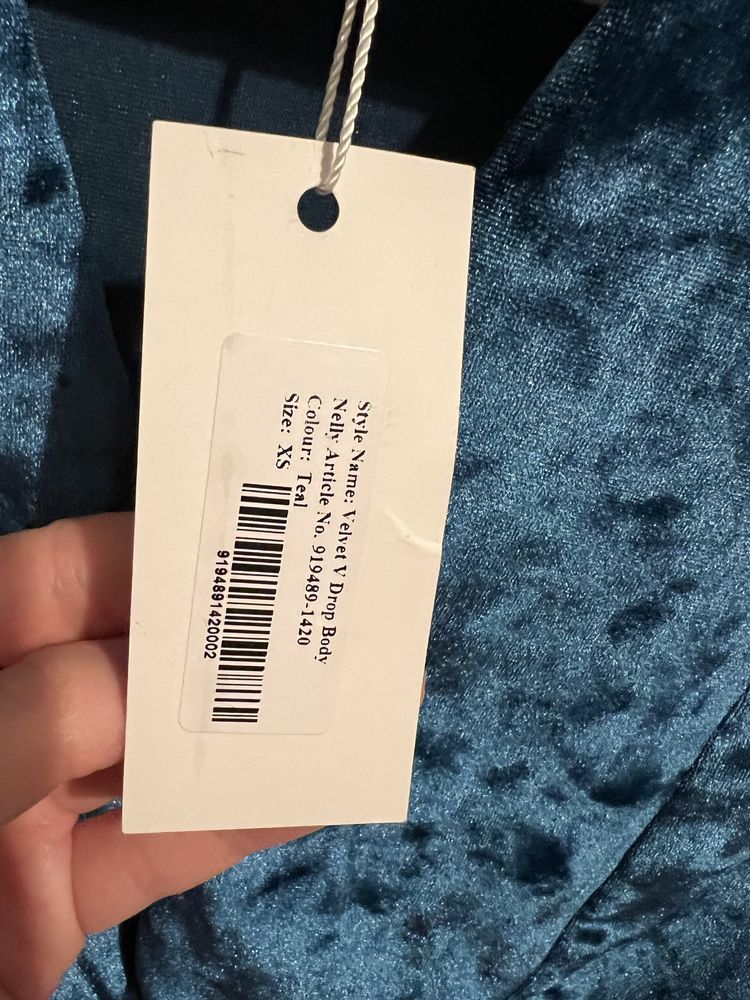 Style Name: Velvet V Drop Body
Nelly Article No. 919489-1420
Colour: Teal
Size: XS
9194891420002